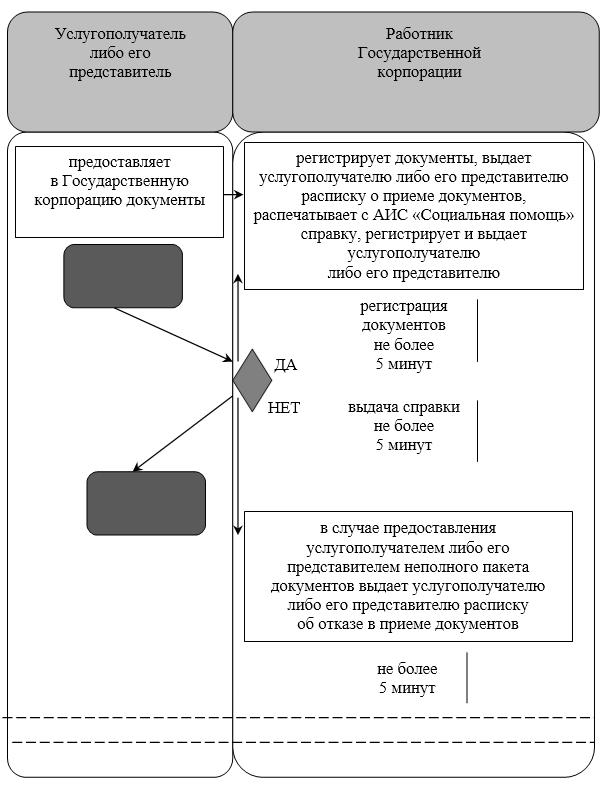 Услугополучатель
либо его
представитель
Работник
Государственной
корпорации
предоставляет
в Государственную
корпорацию документы
регистрирует документы, выдает
услугополучателю либо его представителю
расписку о приеме документов,
распечатывает с АИС «Социальная помощь»
справку, регистрирует и выдает
услугополучателю
либо его представителю
регистрация
документов
не более
5 минут
ДА
НЕТ
выдача справки
не более
5 минут
в случае предоставления
услугополучателем либо его
представителем неполного пакета
документов выдает услугополучателю
либо его представителю расписку
об отказе в приеме документов
не более
5 минут